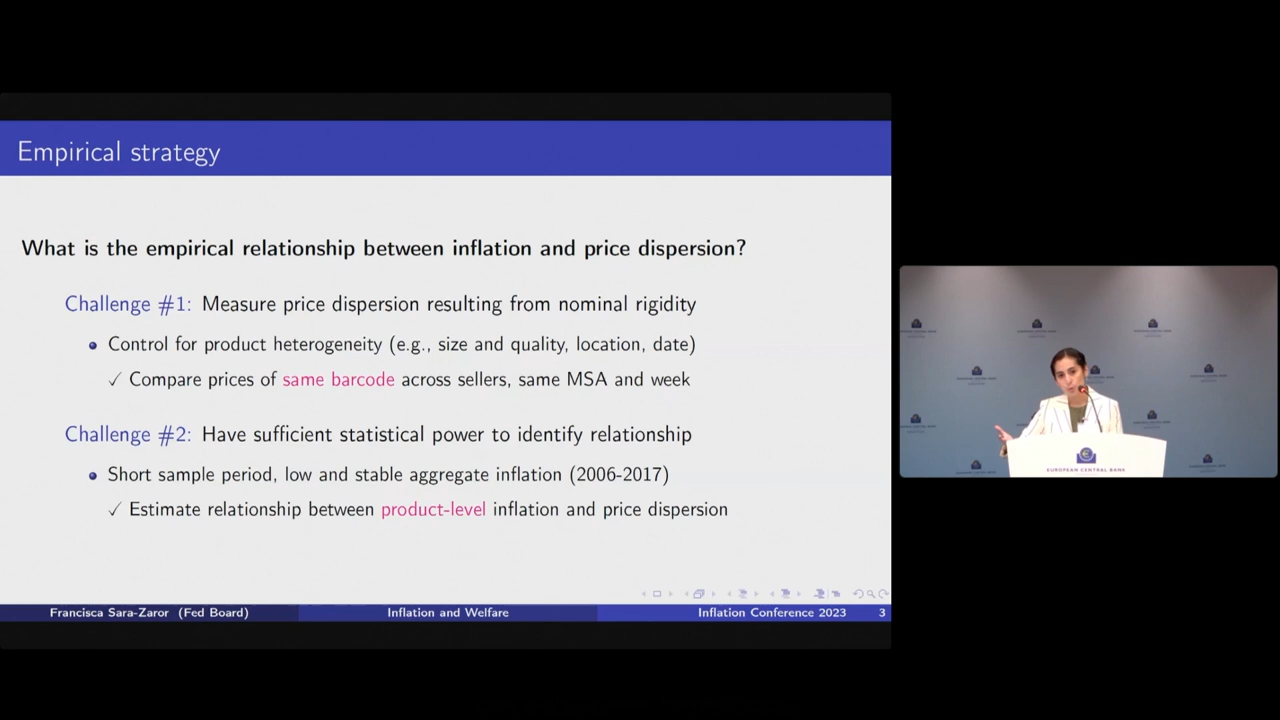 Empirical strategy
What is the empirical relationship between inflation and price dispersion?
Challenge #1: Measure price dispersion resulting from nominal rigidity
• Control for product heterogeneity (e.g., size and quality, location, date)
✓ Compare prices of same barcode across sellers, same MSA and week
Challenge #2: Have sufficient statistical power to identify relationship
• Short sample period, low and stable aggregate inflation (2006-2017)
✓ Estimate relationship between product-level inflation and price dispersion
Francisca Sara-Zaror (Fed Board) Inflation and Welfare Inflation Conference 2023 3
EUROPEAN CENTRAL BANK